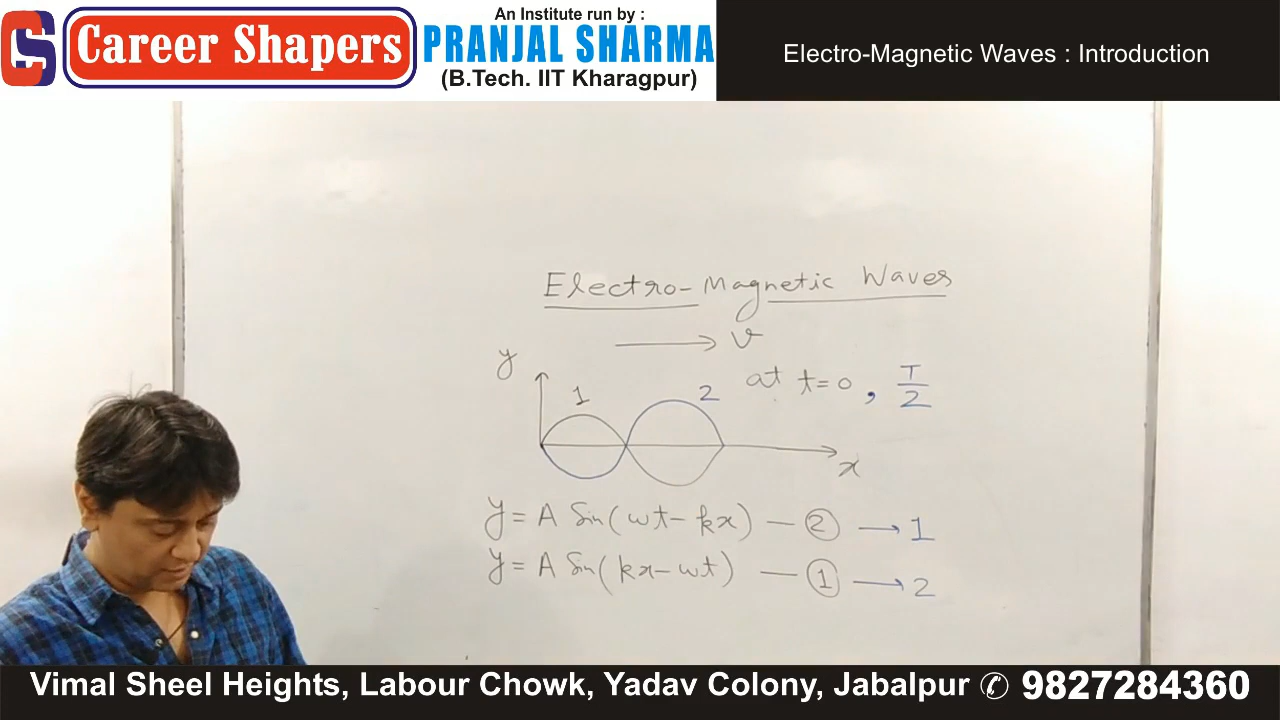 An Institute run by :
CS Career Shapers PRANJAL SHARMA
(B.Tech. IIT Kharagpur)
Electro-Magnetic Waves : Introduction
Electro-Magnetic Waves
v
y
at t=0, T/2
1 2
x
y = A Sin(ωt-kx) — ② → 1
y = A Sin(kx-ωt) — ① → 2
Vimal Sheel Heights, Labour Chowk, Yadav Colony, Jabalpur ✆ 9827284360